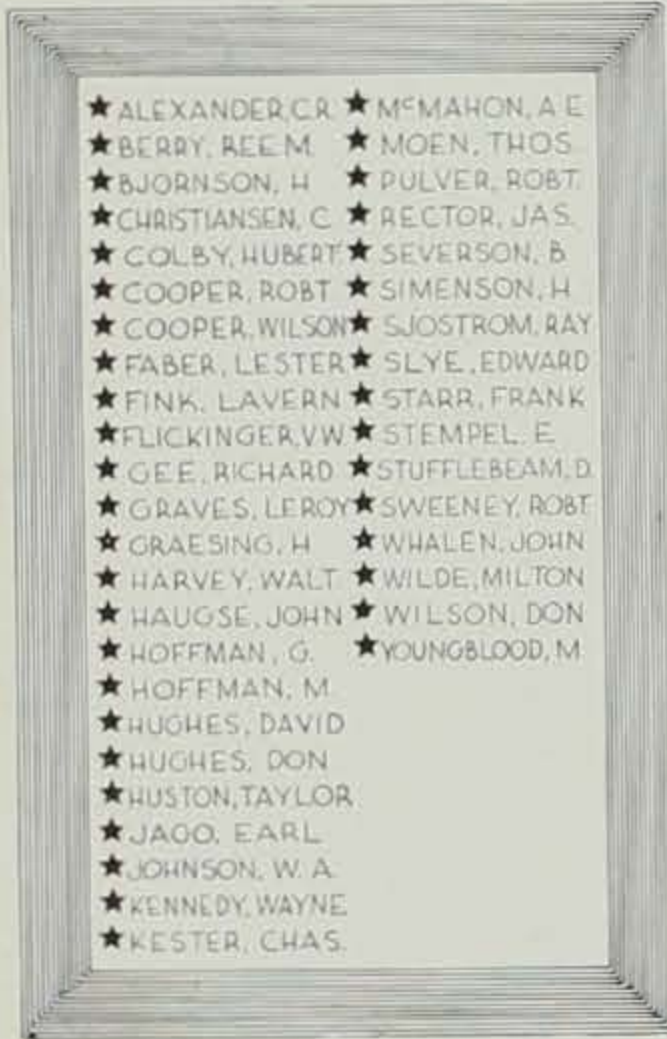 ★ ALEXANDER, C.R.
★ BERRY, REE M.
★ BJORNSON, H
★ CHRISTIANSEN, C
★ COLBY, HUBERT
★ COOPER, ROBT
★ COOPER, WILSON
★ FABER, LESTER
★ FINK, LAVERN
★ FLICKINGER, V.W.
★ GEE, RICHARD
★ GRAVES, LEROY
★ GRAESING, H
★ HARVEY, WALT
★ HAUGSE, JOHN
★ HOFFMAN, G.
★ HOFFMAN, M
★ HUGHES, DAVID
★ HUGHES, DON
★ HUSTON, TAYLOR
★ JAGO, EARL
★ JOHNSON, W. A.
★ KENNEDY, WAYNE
★ KESTER, CHAS.
★ McMAHON, A E
★ MOEN, THOS
★ PULVER, ROBT.
★ RECTOR, JAS.
★ SEVERSON, B
★ SIMENSON, H
★ SJOSTROM, RAY
★ SLYE, EDWARD
★ STARR, FRANK
★ STEMPEL, E
★ STUFFLEBEAM, D.
★ SWEENEY, ROBT
★ WHALEN, JOHN
★ WILDE, MILTON
★ WILSON, DON
★ YOUNGBLOOD, M